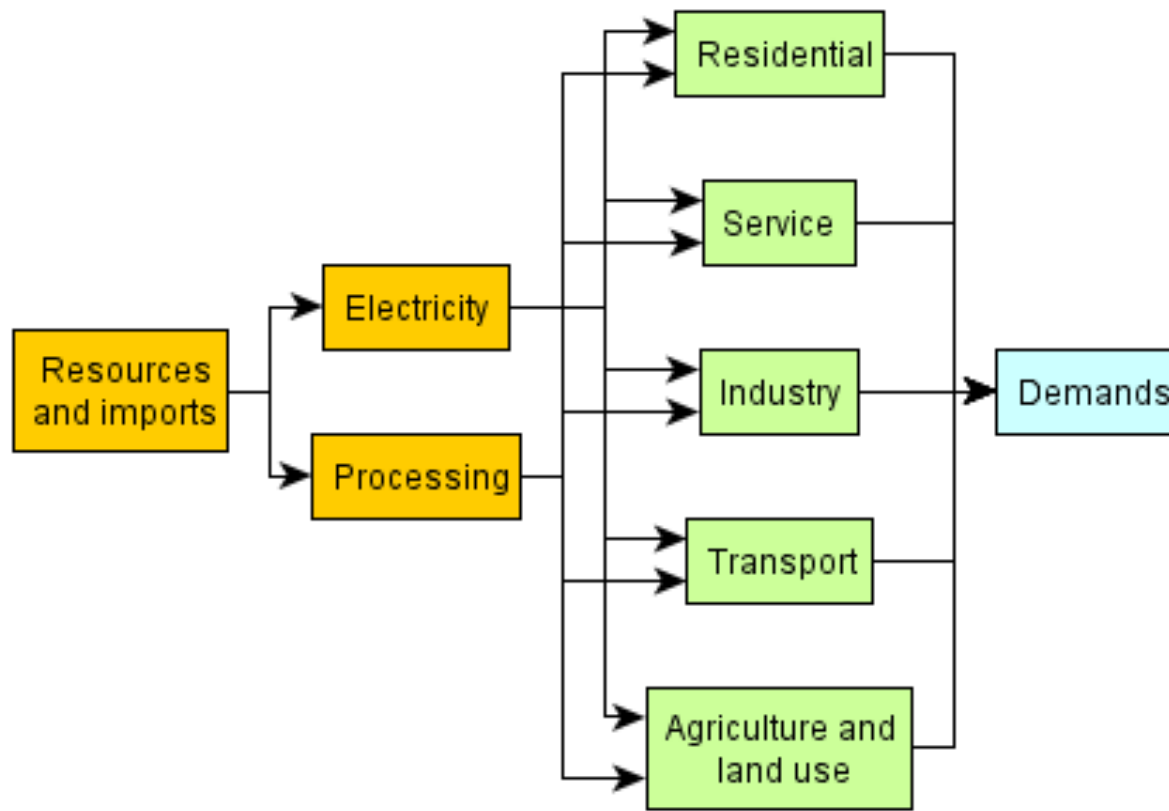 Resources
and imports
Electricity
Processing
Residential
Service
Industry
Transport
Agriculture and
land use
Demands